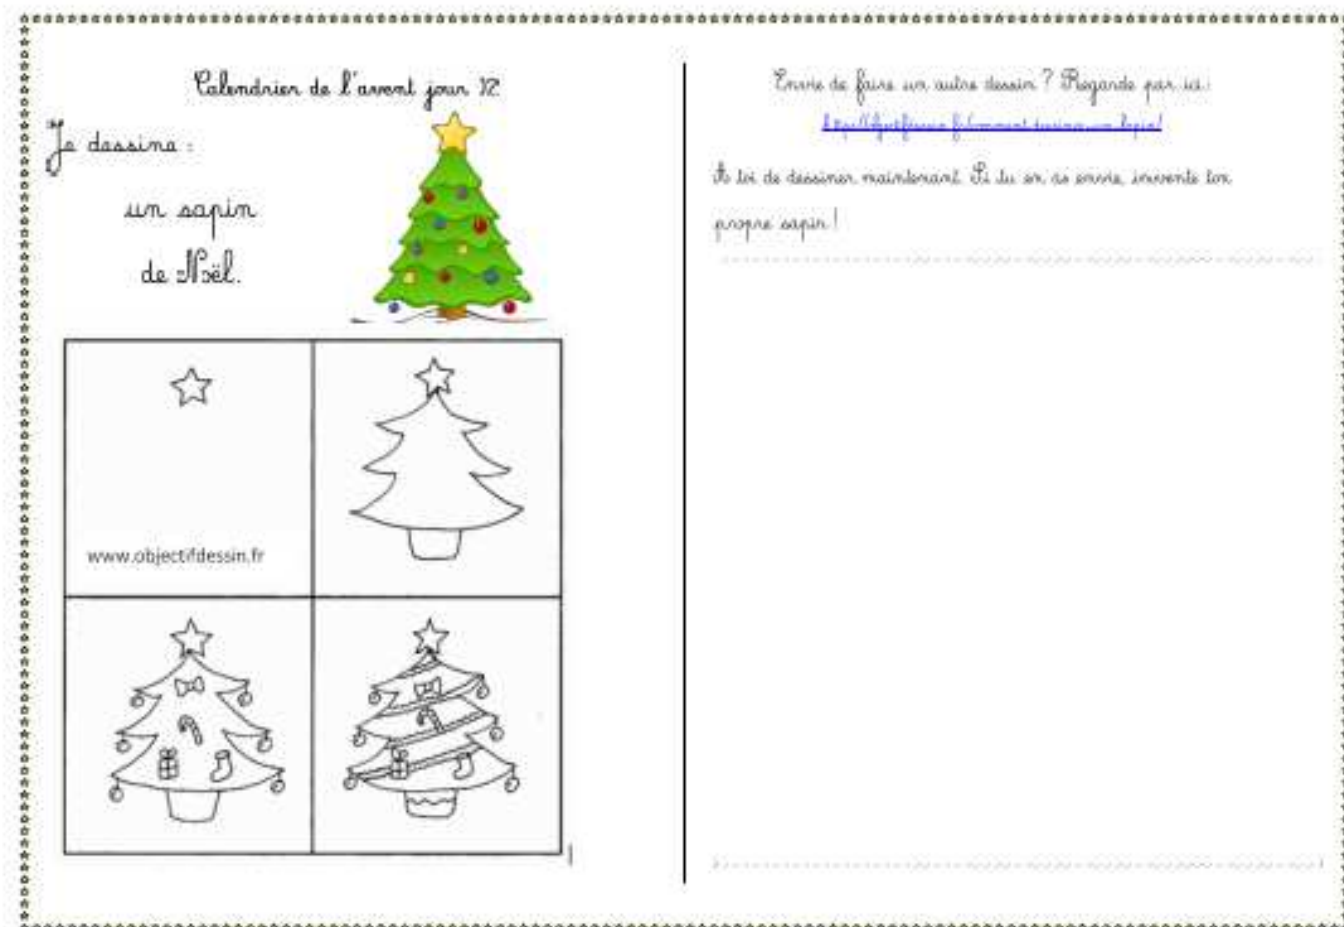 Calendrier de l'avent jour 12
Je dessine :
un sapin
de Noël.
www.objectifdessin.fr
Envie de faire un autre dessin ? Regarde par ici :
A toi de dessiner maintenant. Si tu en as envie, invente ton
propre sapin !